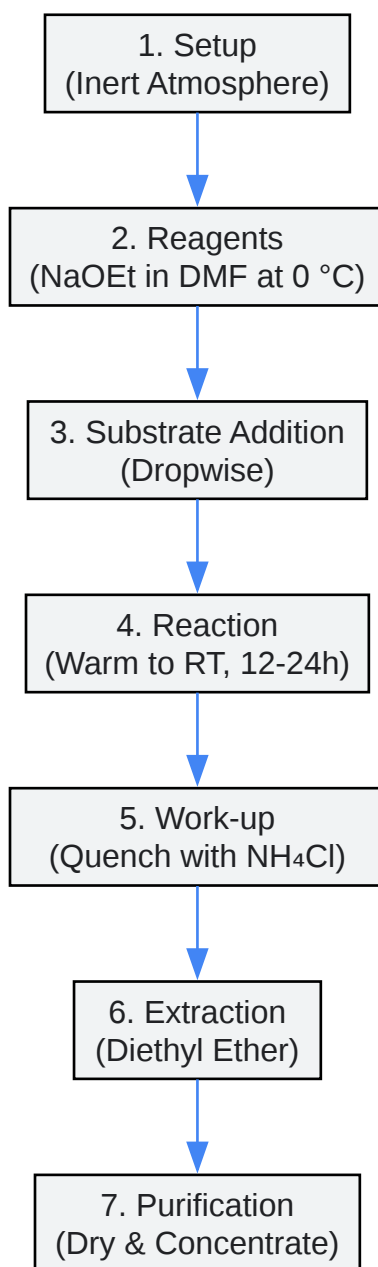 1. Setup
(Inert Atmosphere)
2. Reagents
(NaOEt in DMF at 0 °C)
3. Substrate Addition
(Dropwise)
4. Reaction
(Warm to RT, 12-24h)
5. Work-up
(Quench with NH₄Cl)
6. Extraction
(Diethyl Ether)
7. Purification
(Dry & Concentrate)